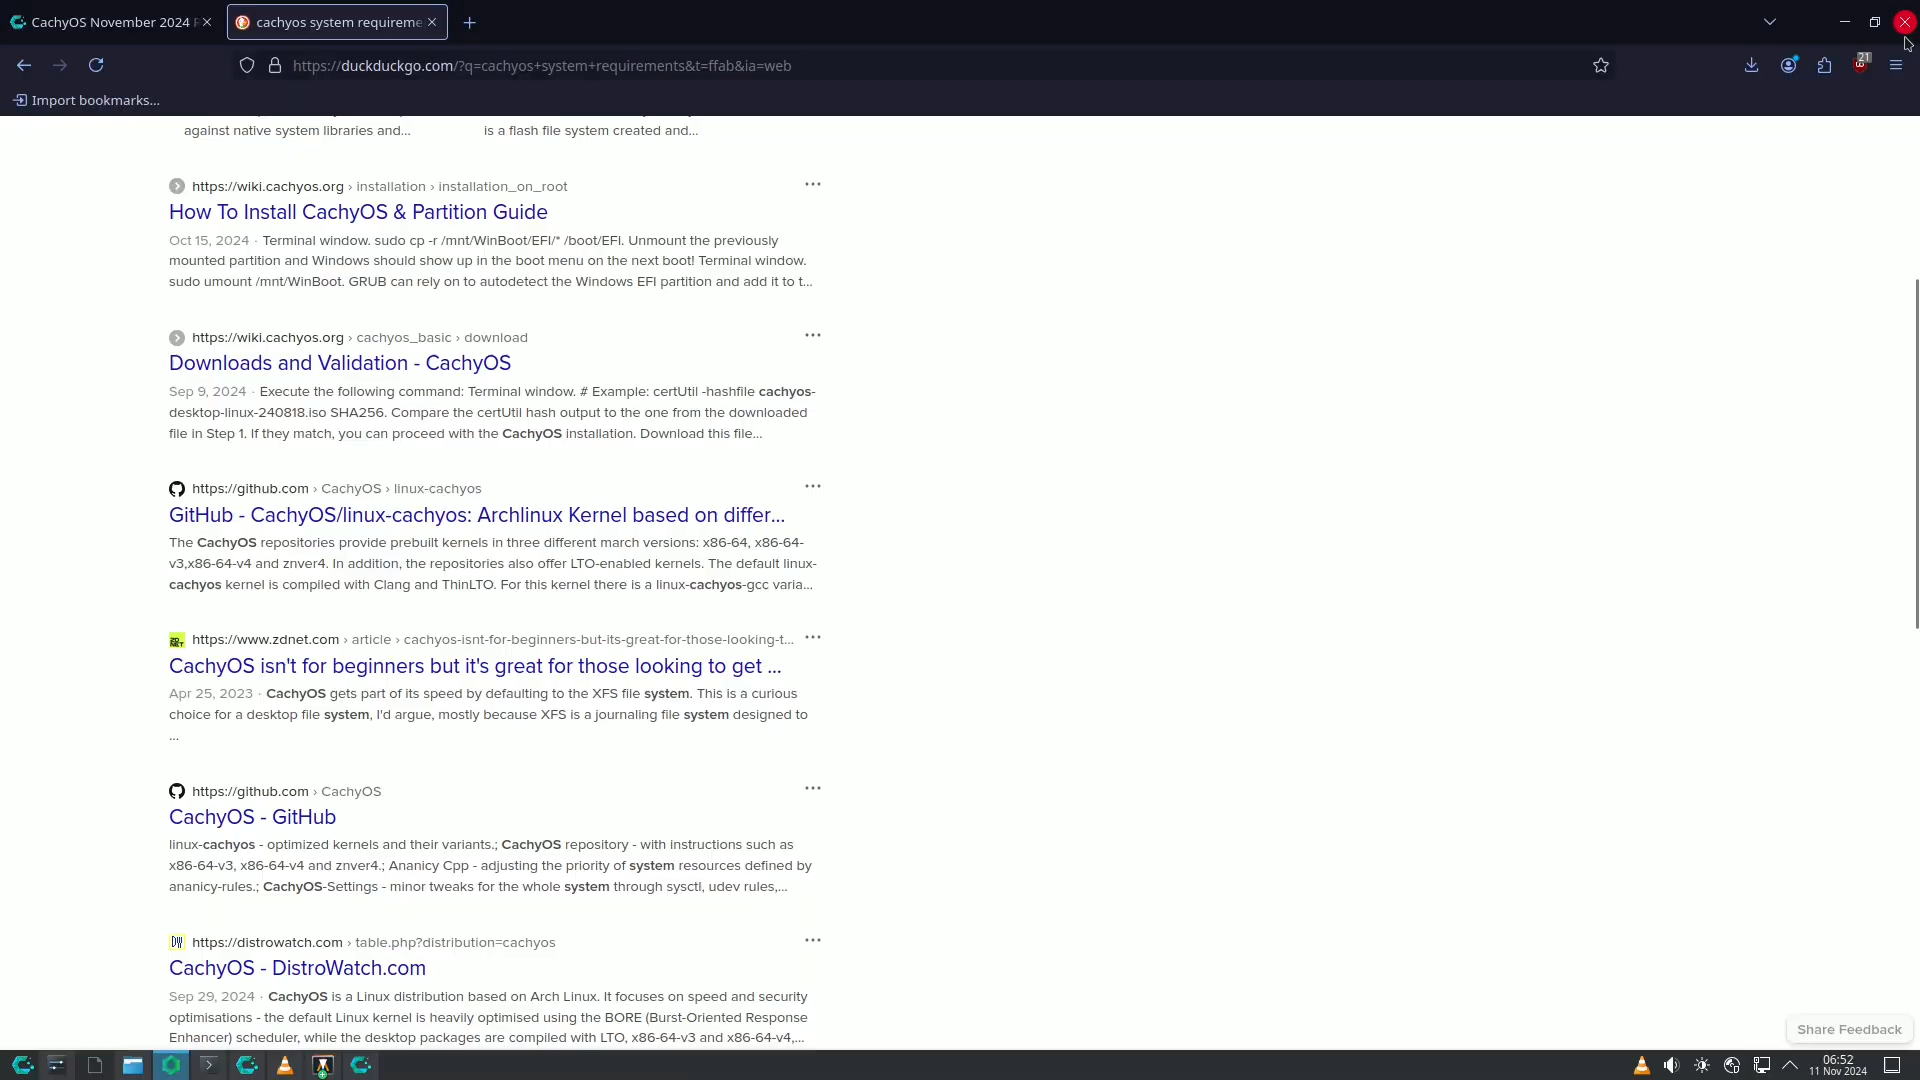 CachyOS November 2024 R
cachyos system requireme
https://duckduckgo.com/?q=cachyos+system+requirements&t=ffab&ia=web
21
Import bookmarks...
against native system libraries and...
is a flash file system created and...
https://wiki.cachyos.org › installation › installation_on_root
How To Install CachyOS & Partition Guide
Oct 15, 2024 · Terminal window. sudo cp -r /mnt/WinBoot/EFI/* /boot/EFI. Unmount the previously
mounted partition and Windows should show up in the boot menu on the next boot! Terminal window.
sudo umount /mnt/WinBoot. GRUB can rely on to autodetect the Windows EFI partition and add it to t...
https://wiki.cachyos.org › cachyos_basic › download
Downloads and Validation - CachyOS
Sep 9, 2024 · Execute the following command: Terminal window. # Example: certUtil -hashfile cachyos-
desktop-linux-240818.iso SHA256. Compare the certUtil hash output to the one from the downloaded
file in Step 1. If they match, you can proceed with the CachyOS installation. Download this file...
https://github.com › CachyOS › linux-cachyos
GitHub - CachyOS/linux-cachyos: Archlinux Kernel based on differ...
The CachyOS repositories provide prebuilt kernels in three different march versions: x86-64, x86-64-
v3,x86-64-v4 and znver4. In addition, the repositories also offer LTO-enabled kernels. The default linux-
cachyos kernel is compiled with Clang and ThinLTO. For this kernel there is a linux-cachyos-gcc varia...
https://www.zdnet.com › article › cachyos-isnt-for-beginners-but-its-great-for-those-looking-t...
CachyOS isn't for beginners but it's great for those looking to get ...
Apr 25, 2023 · CachyOS gets part of its speed by defaulting to the XFS file system. This is a curious
choice for a desktop file system, I'd argue, mostly because XFS is a journaling file system designed to
...
https://github.com › CachyOS
CachyOS - GitHub
linux-cachyos - optimized kernels and their variants.; CachyOS repository - with instructions such as
x86-64-v3, x86-64-v4 and znver4.; Ananicy Cpp - adjusting the priority of system resources defined by
ananicy-rules.; CachyOS-Settings - minor tweaks for the whole system through sysctl, udev rules,...
https://distrowatch.com › table.php?distribution=cachyos
CachyOS - DistroWatch.com
Sep 29, 2024 · CachyOS is a Linux distribution based on Arch Linux. It focuses on speed and security
optimisations - the default Linux kernel is heavily optimised using the BORE (Burst-Oriented Response
Enhancer) scheduler, while the desktop packages are compiled with LTO, x86-64-v3 and x86-64-v4,...
Share Feedback
06:52
11 Nov 2024